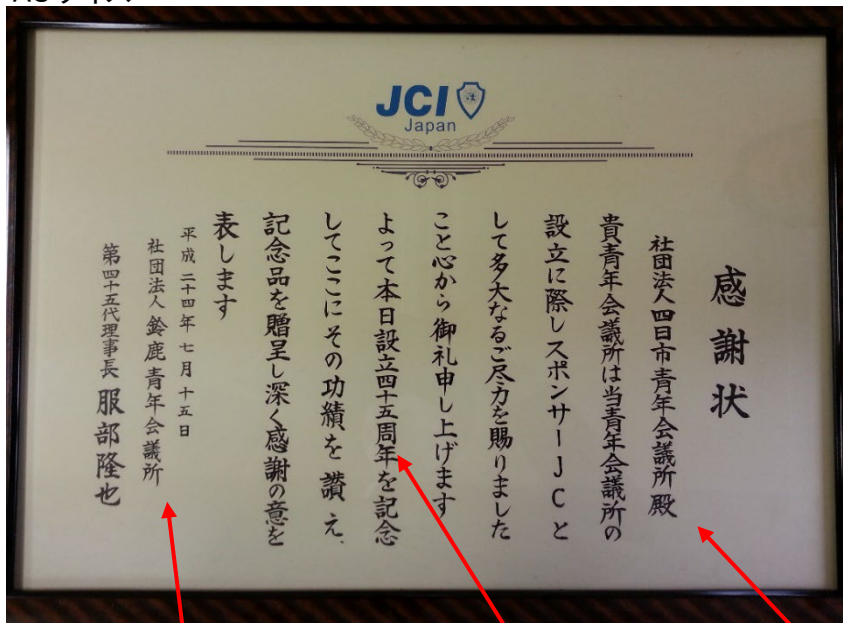 JCI
Japan
感謝状
社団法人四日市青年会議所殿
貴青年会議所は当青年会議所の
設立に際しスポンサーJCと
して多大なるご尽力を賜りました
こと心から御礼申し上げます
よって本日設立四十五周年を記念
してここにその功績を讃え
記念品を贈呈し深く感謝の意を
表します
平成二十四年七月十五日
社団法人鈴鹿青年会議所
第四十五代理事長 服部隆也